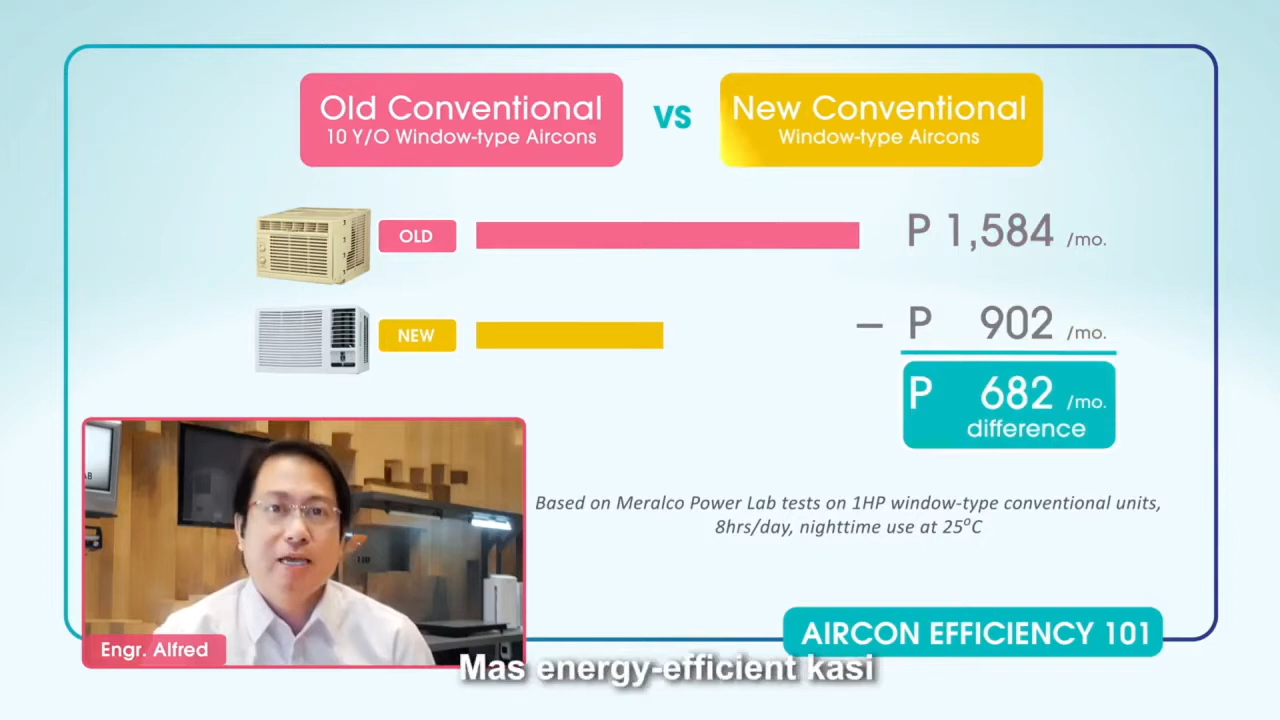 Old Conventional
10 Y/O Window-type Aircons
VS
New Conventional
Window-type Aircons
OLD
P 1,584 /mo.
NEW
– P 902 /mo.
P 682 /mo.
difference
Based on Meralco Power Lab tests on 1HP window-type conventional units,
8hrs/day, nighttime use at 25⁰C
AB
Engr. Alfred
AIRCON EFFICIENCY 101
Mas energy-efficient kasi